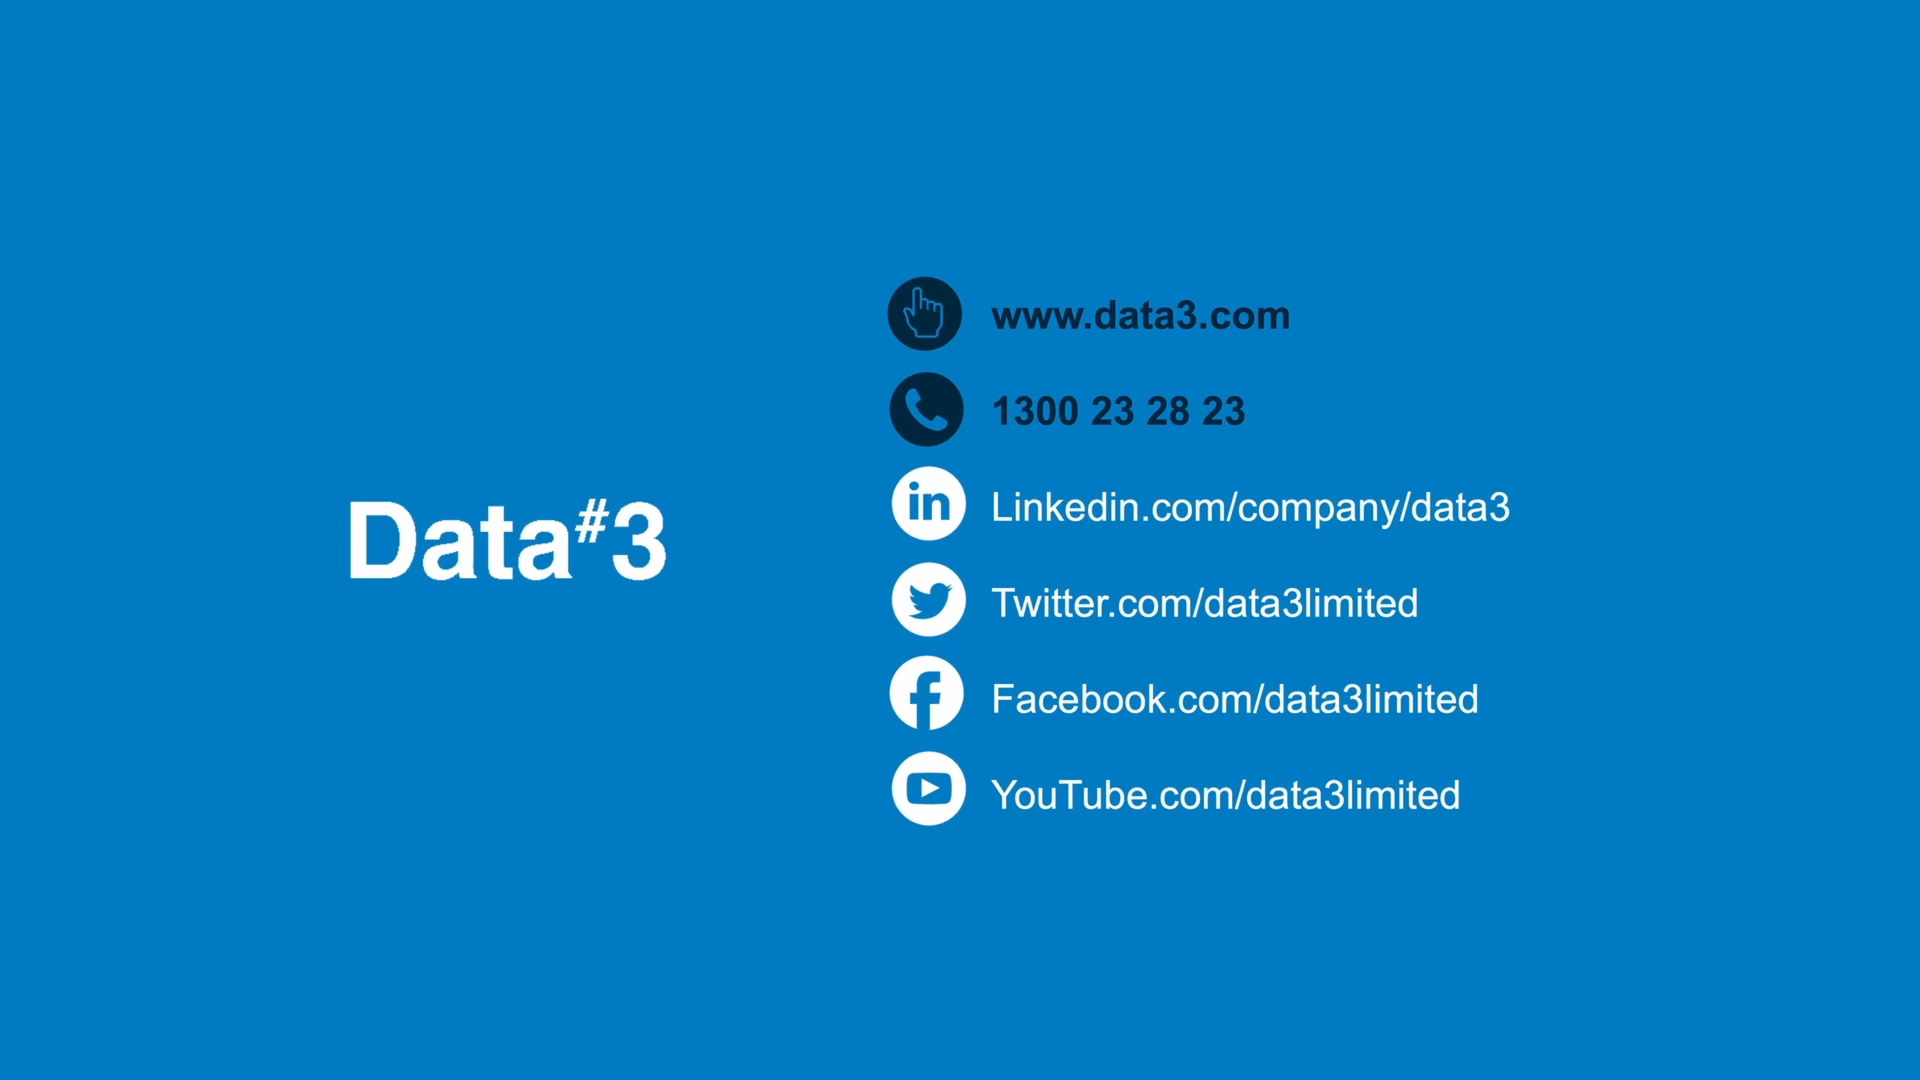 Data#3
www.data3.com
1300 23 28 23
Linkedin.com/company/data3
Twitter.com/data3limited
Facebook.com/data3limited
YouTube.com/data3limited